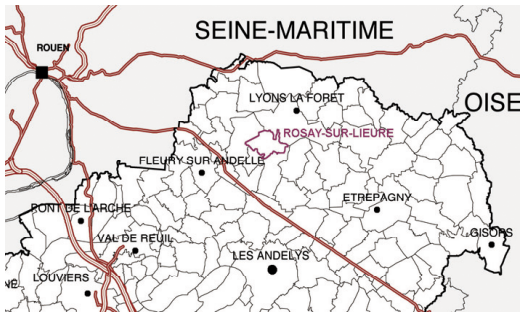 SEINE-MARITIME
ROUEN
LYONS LA FORET
OISE
ROSAY-SUR-LIEURE
FLEURY SUR ANDELLE
ETREPAGNY
PONT DE L'ARCHE
VAL DE REUIL
GISORS
LES ANDELYS
LOUVIERS
NE